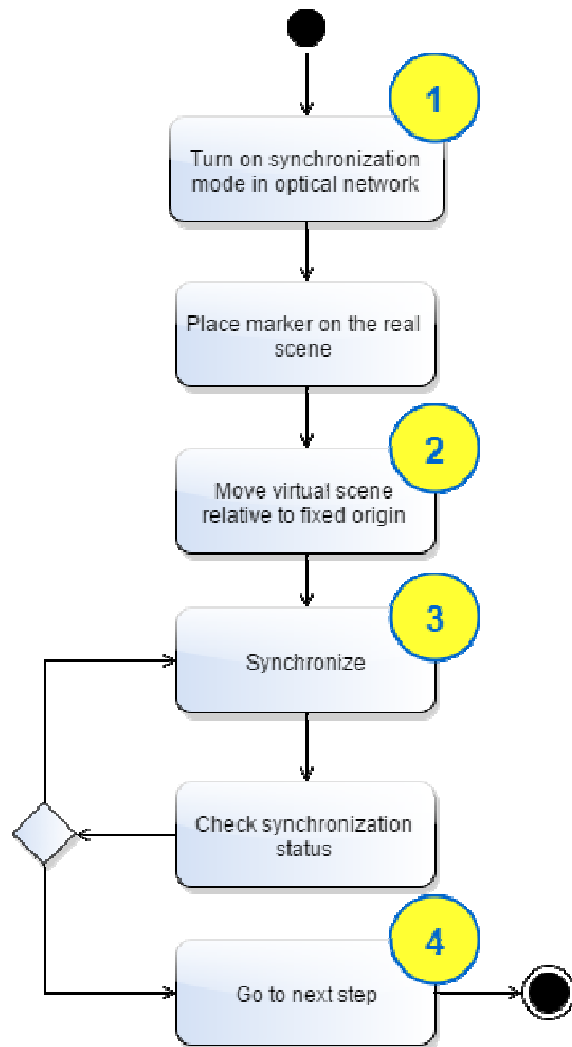 1
Turn on synchronization
mode in optical network
Place marker on the real
scene
2
Move virtual scene
relative to fixed origin
3
Synchronize
Check synchronization
status
4
Go to next step